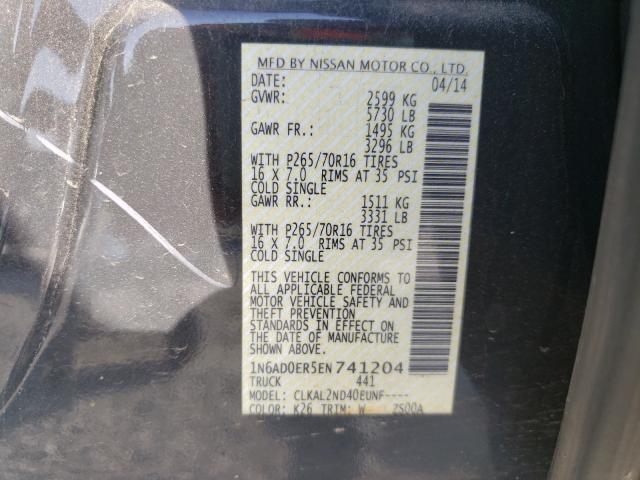 MFD BY NISSAN MOTOR CO., LTD.
DATE: 04/14
GVWR: 2599 KG
5730 LB
GAWR FR.: 1495 KG
3296 LB
WITH P265/70R16 TIRES
16 X 7.0 RIMS AT 35 PSI
COLD SINGLE
GAWR RR.: 1511 KG
3331 LB
WITH P265/70R16 TIRES
16 X 7.0 RIMS AT 35 PSI
COLD SINGLE
THIS VEHICLE CONFORMS TO
ALL APPLICABLE FEDERAL
MOTOR VEHICLE SAFETY AND
THEFT PREVENTION
STANDARDS IN EFFECT ON
THE DATE OF MANUFACTURE
SHOWN ABOVE.
1N6AD0ER5EN741204
TRUCK 441
MODEL: CLKAL2ND40EUNF----
COLOR: K26 TRIM: W ZS00A